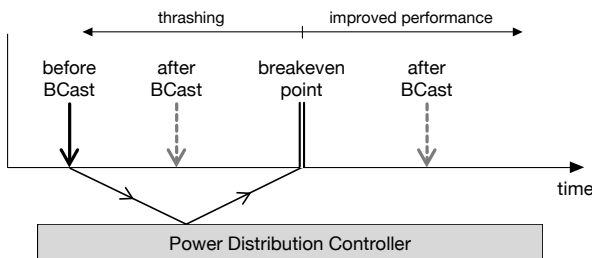 thrashing
improved performance
before
BCast
after
BCast
breakeven
point
after
BCast
time
Power Distribution Controller